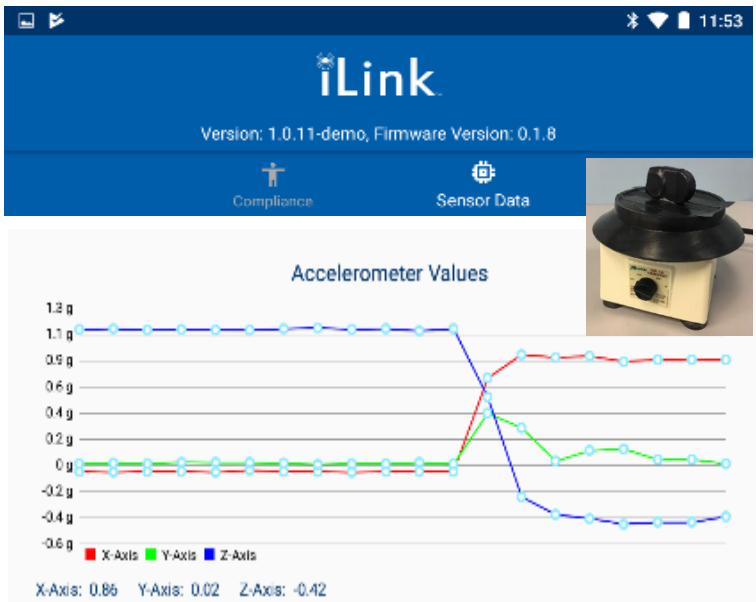 11:53
iLink
Version: 1.0.11-demo, Firmware Version: 0.1.8
Compliance
Sensor Data
Accelerometer Values
1.3 g
1.1 g
0.9 g
0.6 g
0.4 g
0.2 g
0 g
-0.2 g
-0.4 g
-0.6 g
X-Axis Y-Axis Z-Axis
X-Axis: 0.86 Y-Axis: 0.02 Z-Axis: -0.42